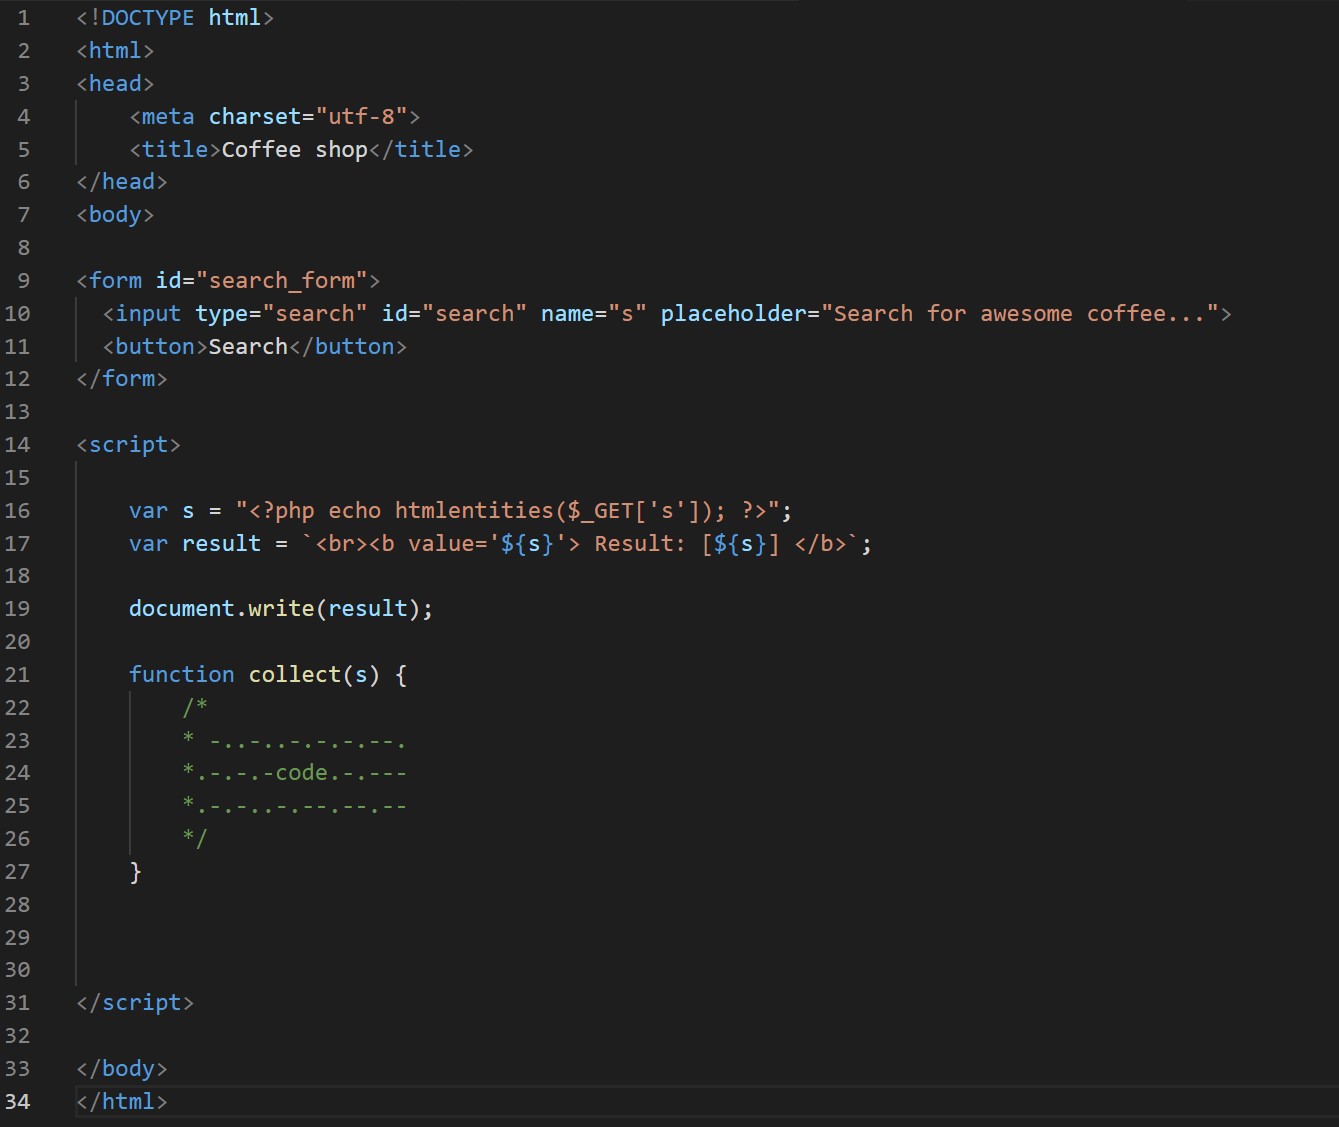 1 <!DOCTYPE html>
2 <html>
3 <head>
4     <meta charset="utf-8">
5     <title>Coffee shop</title>
6 </head>
7 <body>
8
9 <form id="search_form">
10   <input type="search" id="search" name="s" placeholder="Search for awesome coffee...">
11   <button>Search</button>
12 </form>
13
14 <script>
15
16     var s = "<?php echo htmlentities($_GET['s']); ?>";
17     var result = `<br><b value='${s}'> Result: [${s}] </b>`;
18
19     document.write(result);
20
21     function collect(s) {
22         /*
23         * -..-..-.-.-.--.
24         *.-.-.-code.-.---
25         *.-.-..-.--.--.--
26         */
27     }
28
29
30
31 </script>
32
33 </body>
34 </html>